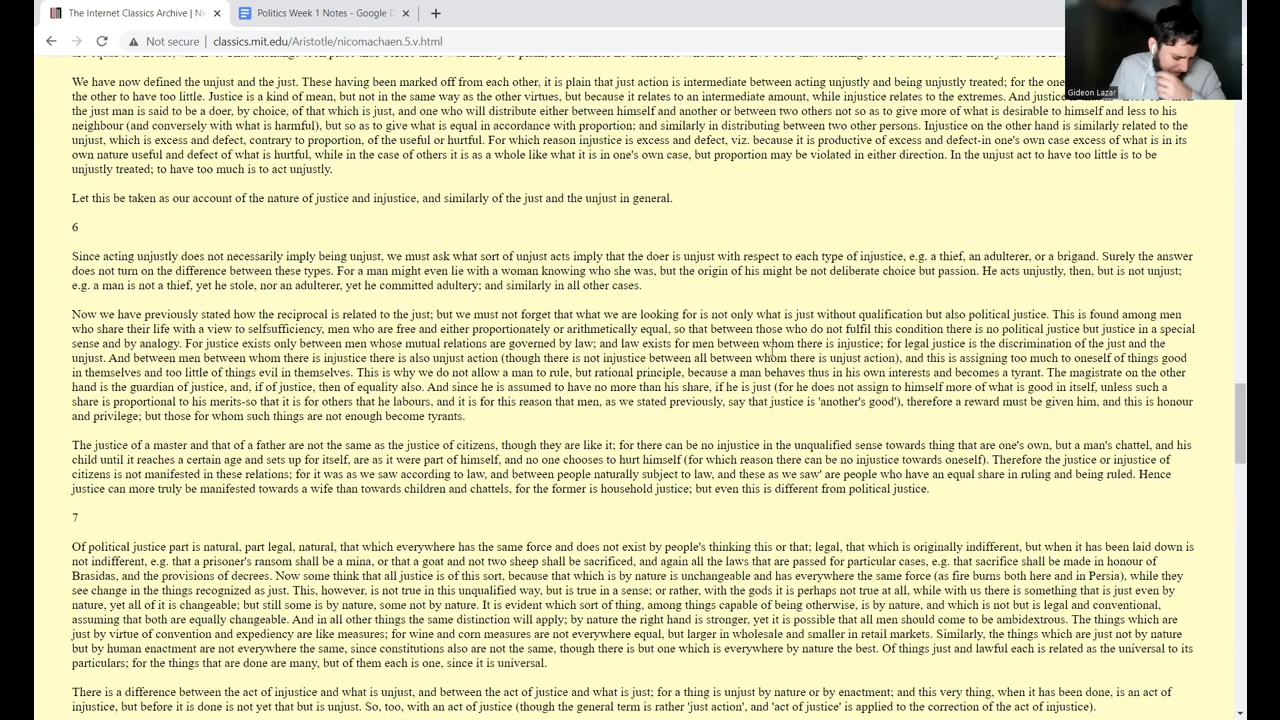 The Internet Classics Archive | Ni
Politics Week 1 Notes - Google D
Not secure
classics.mit.edu/Aristotle/nicomachaen.5.v.html
Gideon Lazar
We have now defined the unjust and the just. These having been marked off from each other, it is plain that just action is intermediate between acting unjustly and being unjustly treated; for the one
the other to have too little. Justice is a kind of mean, but not in the same way as the other virtues, but because it relates to an intermediate amount, while injustice relates to the extremes. And justice
the just man is said to be a doer, by choice, of that which is just, and one who will distribute either between himself and another or between two others not so as to give more of what is desirable to himself and less to his
neighbour (and conversely with what is harmful), but so as to give what is equal in accordance with proportion; and similarly in distributing between two other persons. Injustice on the other hand is similarly related to the
unjust, which is excess and defect, contrary to proportion, of the useful or hurtful. For which reason injustice is excess and defect, viz. because it is productive of excess and defect-in one's own case excess of what is in its
own nature useful and defect of what is hurtful, while in the case of others it is as a whole like what it is in one's own case, but proportion may be violated in either direction. In the unjust act to have too little is to be
unjustly treated; to have too much is to act unjustly.
Let this be taken as our account of the nature of justice and injustice, and similarly of the just and the unjust in general.
6
Since acting unjustly does not necessarily imply being unjust, we must ask what sort of unjust acts imply that the doer is unjust with respect to each type of injustice, e.g. a thief, an adulterer, or a brigand. Surely the answer
does not turn on the difference between these types. For a man might even lie with a woman knowing who she was, but the origin of his might be not deliberate choice but passion. He acts unjustly, then, but is not unjust;
e.g. a man is not a thief, yet he stole, nor an adulterer, yet he committed adultery; and similarly in all other cases.
Now we have previously stated how the reciprocal is related to the just; but we must not forget that what we are looking for is not only what is just without qualification but also political justice. This is found among men
who share their life with a view to selfsufficiency, men who are free and either proportionately or arithmetically equal, so that between those who do not fulfil this condition there is no political justice but justice in a special
sense and by analogy. For justice exists only between men whose mutual relations are governed by law; and law exists for men between whom there is injustice; for legal justice is the discrimination of the just and the
unjust. And between men between whom there is injustice there is also unjust action (though there is not injustice between all between whom there is unjust action), and this is assigning too much to oneself of things good
in themselves and too little of things evil in themselves. This is why we do not allow a man to rule, but rational principle, because a man behaves thus in his own interests and becomes a tyrant. The magistrate on the other
hand is the guardian of justice, and, if of justice, then of equality also. And since he is assumed to have no more than his share, if he is just (for he does not assign to himself more of what is good in itself, unless such a
share is proportional to his merits-so that it is for others that he labours, and it is for this reason that men, as we stated previously, say that justice is 'another's good'), therefore a reward must be given him, and this is honour
and privilege; but those for whom such things are not enough become tyrants.
The justice of a master and that of a father are not the same as the justice of citizens, though they are like it; for there can be no injustice in the unqualified sense towards thing that are one's own, but a man's chattel, and his
child until it reaches a certain age and sets up for itself, are as it were part of himself, and no one chooses to hurt himself (for which reason there can be no injustice towards oneself). Therefore the justice or injustice of
citizens is not manifested in these relations; for it was as we saw according to law, and between people naturally subject to law, and these as we saw' are people who have an equal share in ruling and being ruled. Hence
justice can more truly be manifested towards a wife than towards children and chattels, for the former is household justice; but even this is different from political justice.
7
Of political justice part is natural, part legal, natural, that which everywhere has the same force and does not exist by people's thinking this or that; legal, that which is originally indifferent, but when it has been laid down is
not indifferent, e.g. that a prisoner's ransom shall be a mina, or that a goat and not two sheep shall be sacrificed, and again all the laws that are passed for particular cases, e.g. that sacrifice shall be made in honour of
Brasidas, and the provisions of decrees. Now some think that all justice is of this sort, because that which is by nature is unchangeable and has everywhere the same force (as fire burns both here and in Persia), while they
see change in the things recognized as just. This, however, is not true in this unqualified way, but is true in a sense; or rather, with the gods it is perhaps not true at all, while with us there is something that is just even by
nature, yet all of it is changeable; but still some is by nature, some not by nature. It is evident which sort of thing, among things capable of being otherwise, is by nature, and which is not but is legal and conventional,
assuming that both are equally changeable. And in all other things the same distinction will apply; by nature the right hand is stronger, yet it is possible that all men should come to be ambidextrous. The things which are
just by virtue of convention and expediency are like measures; for wine and corn measures are not everywhere equal, but larger in wholesale and smaller in retail markets. Similarly, the things which are just not by nature
but by human enactment are not everywhere the same, since constitutions also are not the same, though there is but one which is everywhere by nature the best. Of things just and lawful each is related as the universal to its
particulars; for the things that are done are many, but of them each is one, since it is universal.
There is a difference between the act of injustice and what is unjust, and between the act of justice and what is just; for a thing is unjust by nature or by enactment; and this very thing, when it has been done, is an act of
injustice, but before it is done is not yet that but is unjust. So, too, with an act of justice (though the general term is rather 'just action', and 'act of justice' is applied to the correction of the act of injustice).